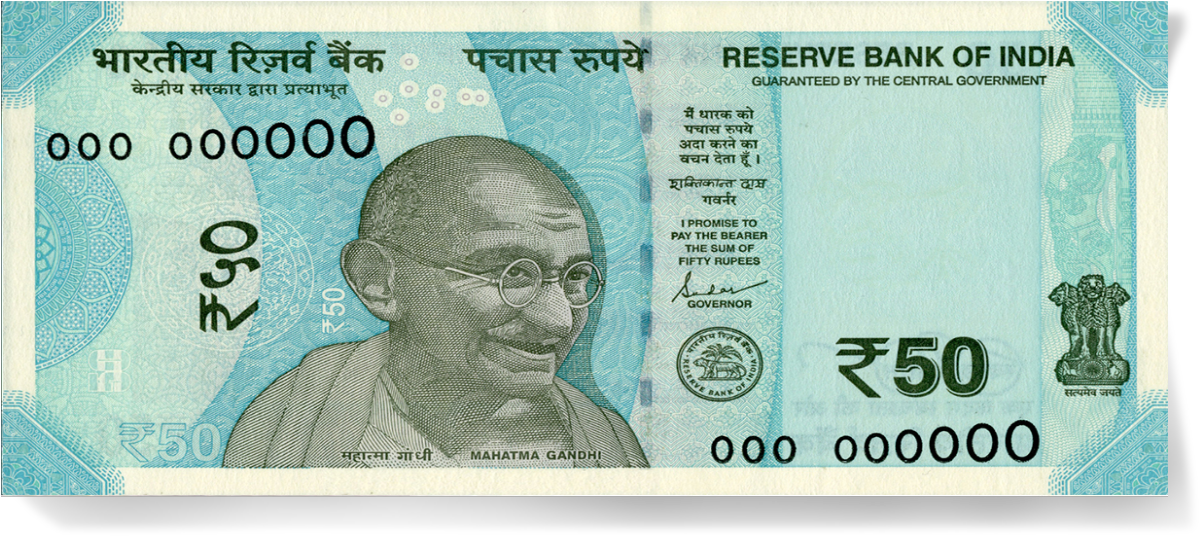 भारतीय रिज़र्व बैंक
केन्द्रीय सरकार द्वारा प्रत्याभूत
पचास रुपये
RESERVE BANK OF INDIA
GUARANTEED BY THE CENTRAL GOVERNMENT
000 000000
मैं धारक को
पचास रुपये
अदा करने का
वचन देता हूँ ।
शक्तिकान्त दास
गवर्नर
I PROMISE TO
PAY THE BEARER
THE SUM OF
FIFTY RUPEES
GOVERNOR
₹५०
₹50
भारतीय रिज़र्व बैंक
RESERVE BANK OF INDIA
₹50
सत्यमेव जयते
₹50
महात्मा गांधी
MAHATMA GANDHI
000 000000